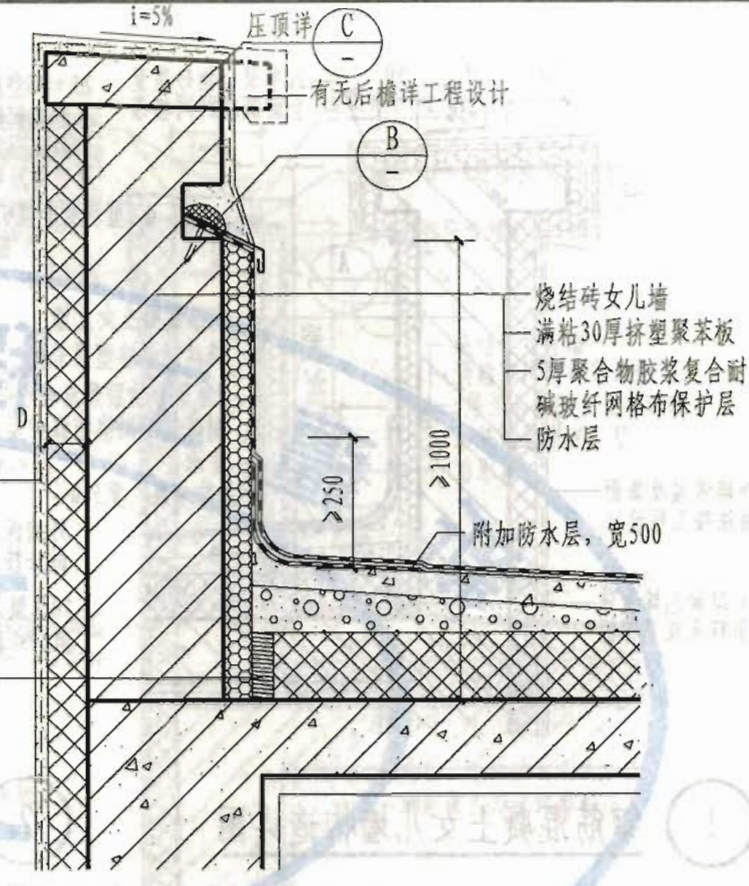 i=5%
压顶详
C
-
有无后檐详工程设计
B
-
烧结砖女儿墙
满粘30厚挤塑聚苯板
5厚聚合物胶浆复合耐
碱玻纤网格布保护层
防水层
D
≥1000
≥250
附加防水层，宽500